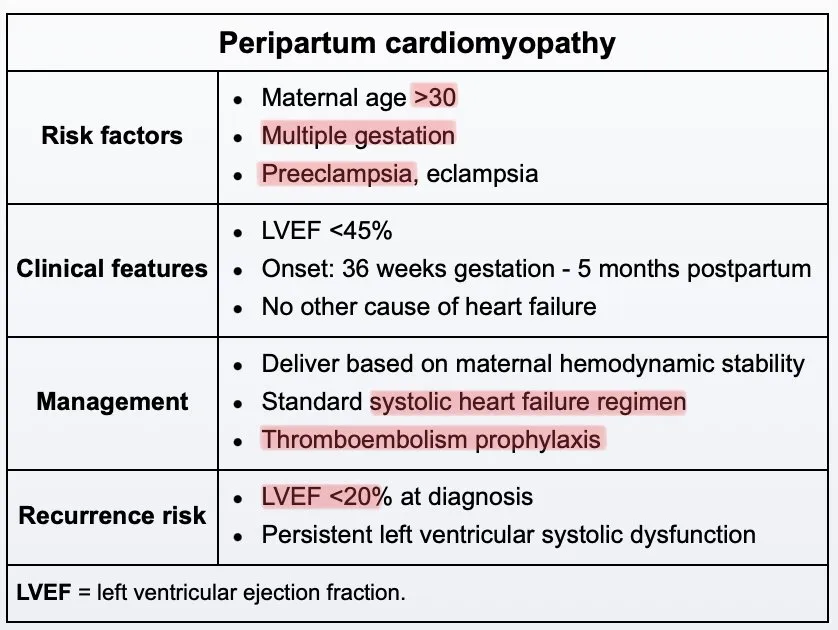 Peripartum cardiomyopathy
Risk factors
• Maternal age >30
• Multiple gestation
• Preeclampsia, eclampsia
Clinical features
• LVEF <45%
• Onset: 36 weeks gestation - 5 months postpartum
• No other cause of heart failure
Management
• Deliver based on maternal hemodynamic stability
• Standard systolic heart failure regimen
• Thromboembolism prophylaxis
Recurrence risk
• LVEF <20% at diagnosis
• Persistent left ventricular systolic dysfunction
LVEF = left ventricular ejection fraction.